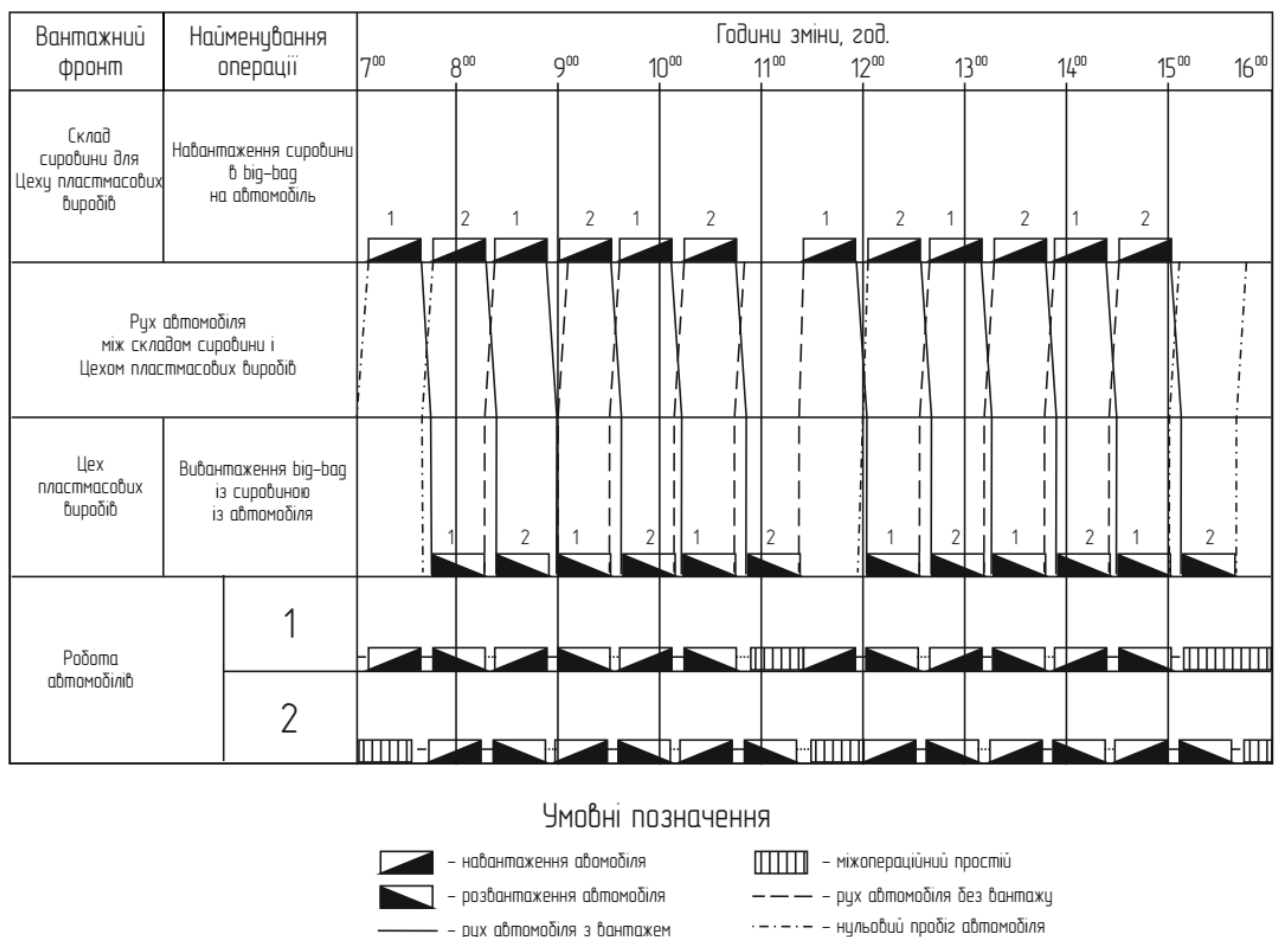 Вантажний
фронт
Найменування
операції
Години зміни, год.
7⁰⁰ 8⁰⁰ 9⁰⁰ 10⁰⁰ 11⁰⁰ 12⁰⁰ 13⁰⁰ 14⁰⁰ 15⁰⁰ 16⁰⁰
Склад
сировини для
Цеху пластмасових
виробів
Навантаження сировини
в big-bag
на автомобіль
1 2 1 2 1 2 1 2 1 2 1 2
Рух автомобіля
між складом сировини і
Цехом пластмасових виробів
Цех
пластмасових
виробів
Вивантаження big-bag
із сировиною
із автомобіля
1 2 1 2 1 2 1 2 1 2 1 2
Робота
автомобілів
1
2
Умовні позначення
– навантаження авомобіля
– розвантаження автомобіля
– рух автомобіля з вантажем
– міжопераційний простій
– рух автомобіля без вантажу
– нульовий пробіг автомобіля